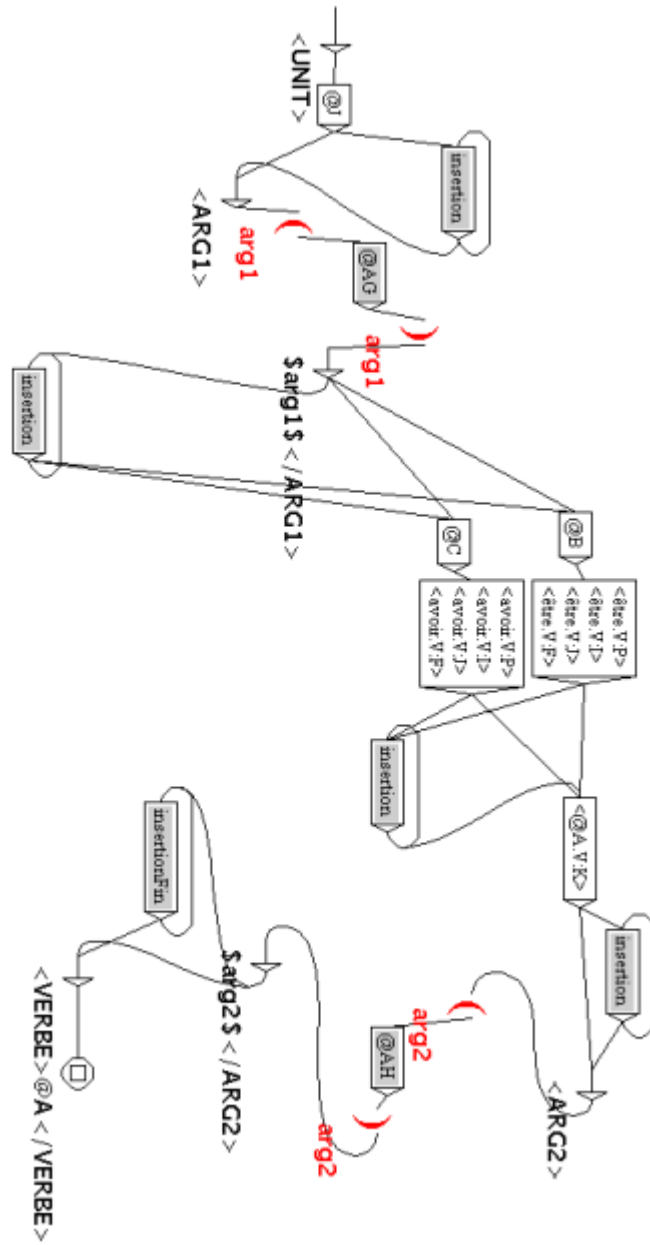 <UNIT>
@J
insertion
<ARG1>
arg1
(
@AG
)
arg1
$arg1$ </ARG1>
insertion
@B
<être.V:P>
<être.V:I>
<être.V:J>
<être.V:F>
@C
<avoir.V:P>
<avoir.V:I>
<avoir.V:J>
<avoir.V:F>
insertion
<@A.V:K>
insertion
<ARG2>
(
arg2
@AH
)
arg2
$arg2$ </ARG2>
insertionFin
<VERBE>@A</VERBE>